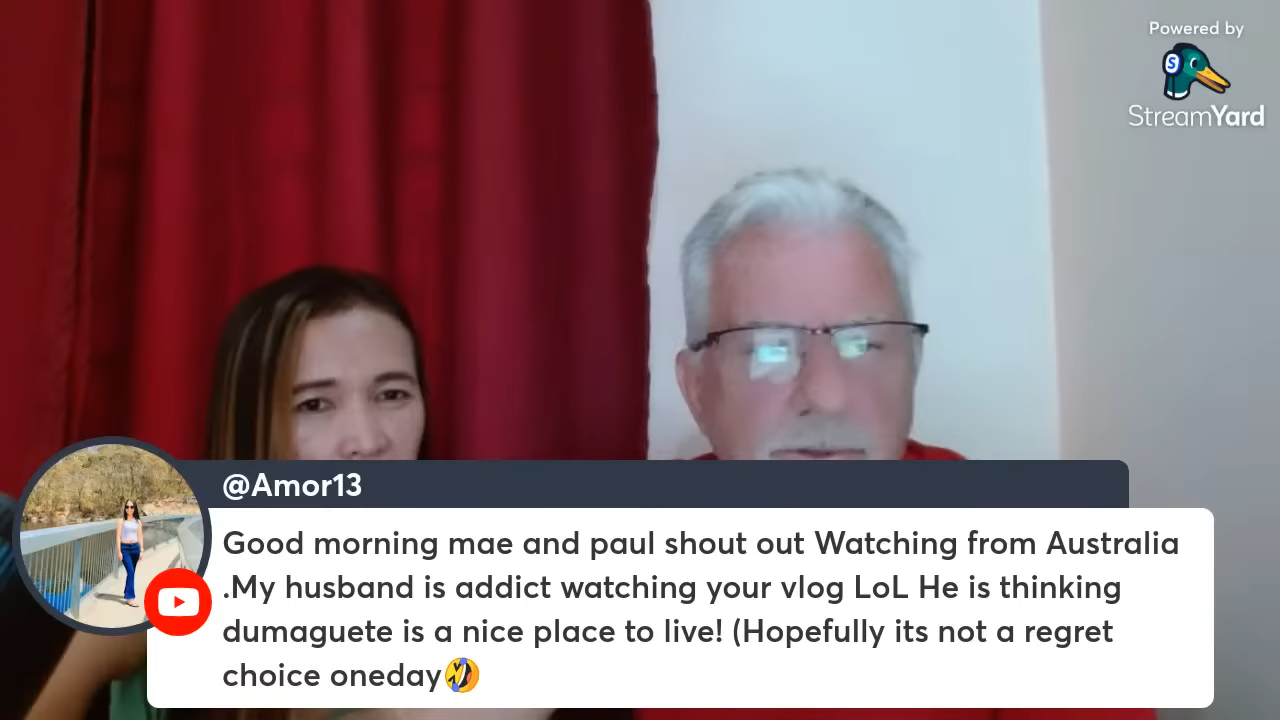 Powered by
StreamYard
@Amor13
Good morning mae and paul shout out Watching from Australia
.My husband is addict watching your vlog LoL He is thinking
dumaguete is a nice place to live! (Hopefully its not a regret
choice oneday🤣